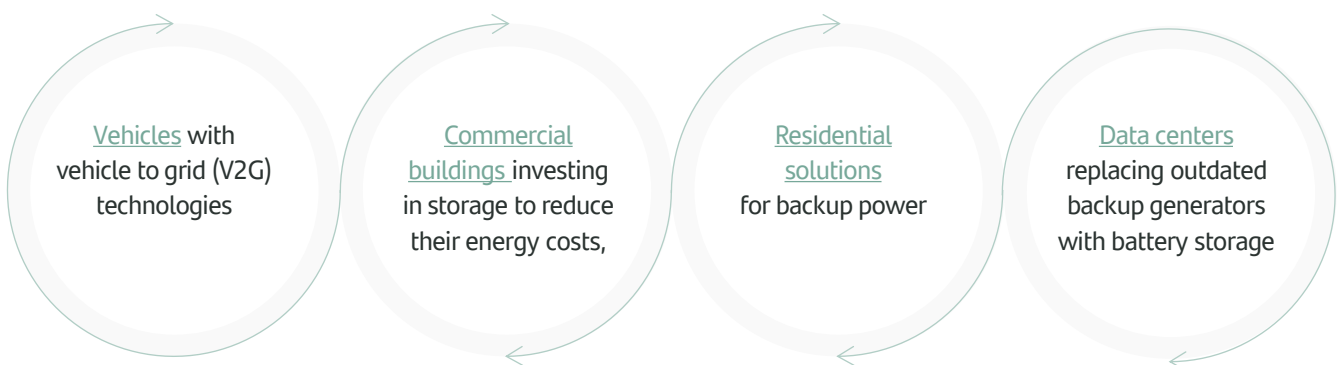 Vehicles with
vehicle to grid (V2G)
technologies
Commercial
buildings investing
in storage to reduce
their energy costs,
Residential
solutions
for backup power
Data centers
replacing outdated
backup generators
with battery storage